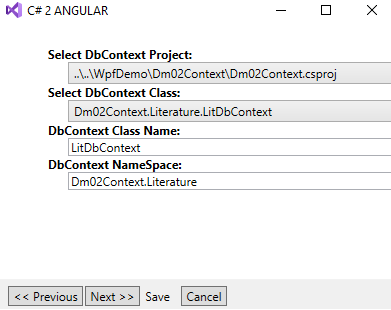 C# 2 ANGULAR
Select DbContext Project:
..\..\WpfDemo\Dm02Context\Dm02Context.csproj
Select DbContext Class:
Dm02Context.Literature.LitDbContext
DbContext Class Name:
LitDbContext
DbContext NameSpace:
Dm02Context.Literature
<< Previous Next >> Save Cancel